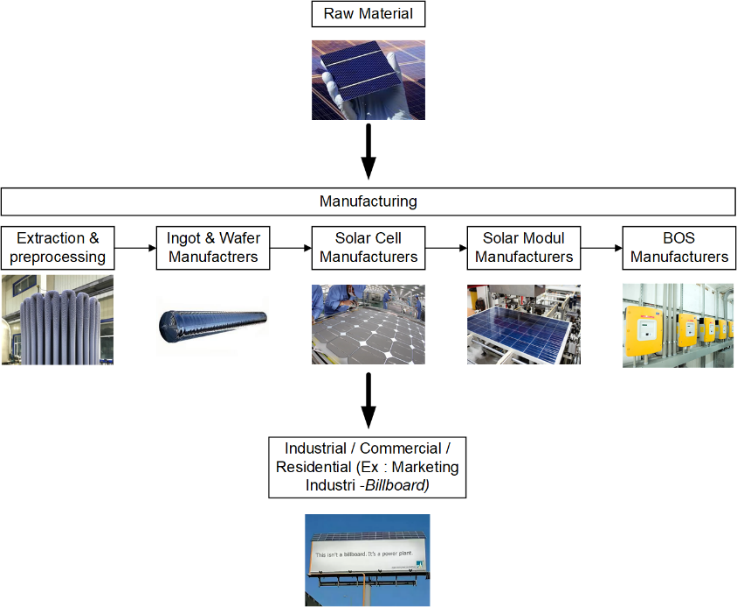 Raw Material
Manufacturing
Extraction &
preprocessing
Ingot & Wafer
Manufactrers
Solar Cell
Manufacturers
Solar Modul
Manufacturers
BOS
Manufacturers
Industrial / Commercial /
Residential (Ex : Marketing
Industri -Billboard)
This isn't a billboard. It's a power plant.